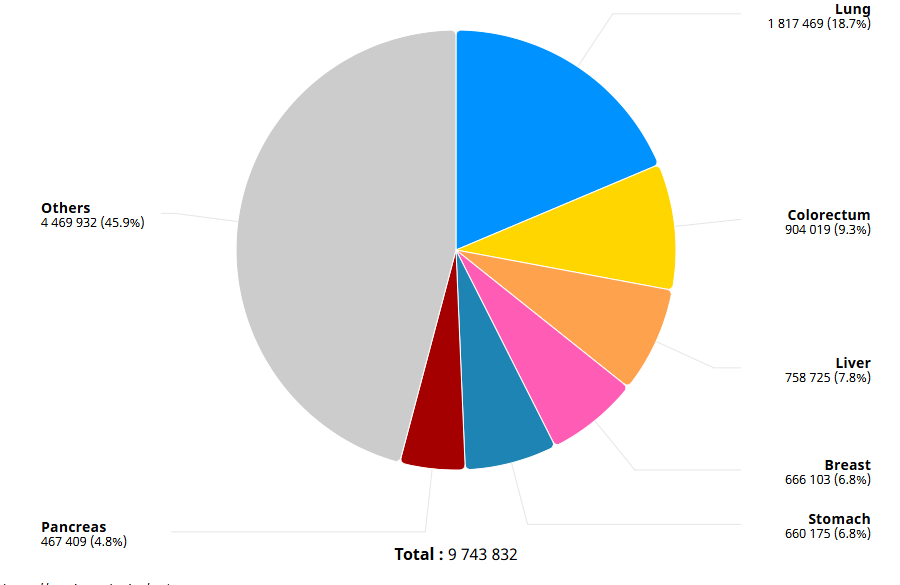 Lung
1 817 469 (18.7%)
Others
4 469 932 (45.9%)
Colorectum
904 019 (9.3%)
Liver
758 725 (7.8%)
Breast
666 103 (6.8%)
Stomach
660 175 (6.8%)
Pancreas
467 409 (4.8%)
Total : 9 743 832